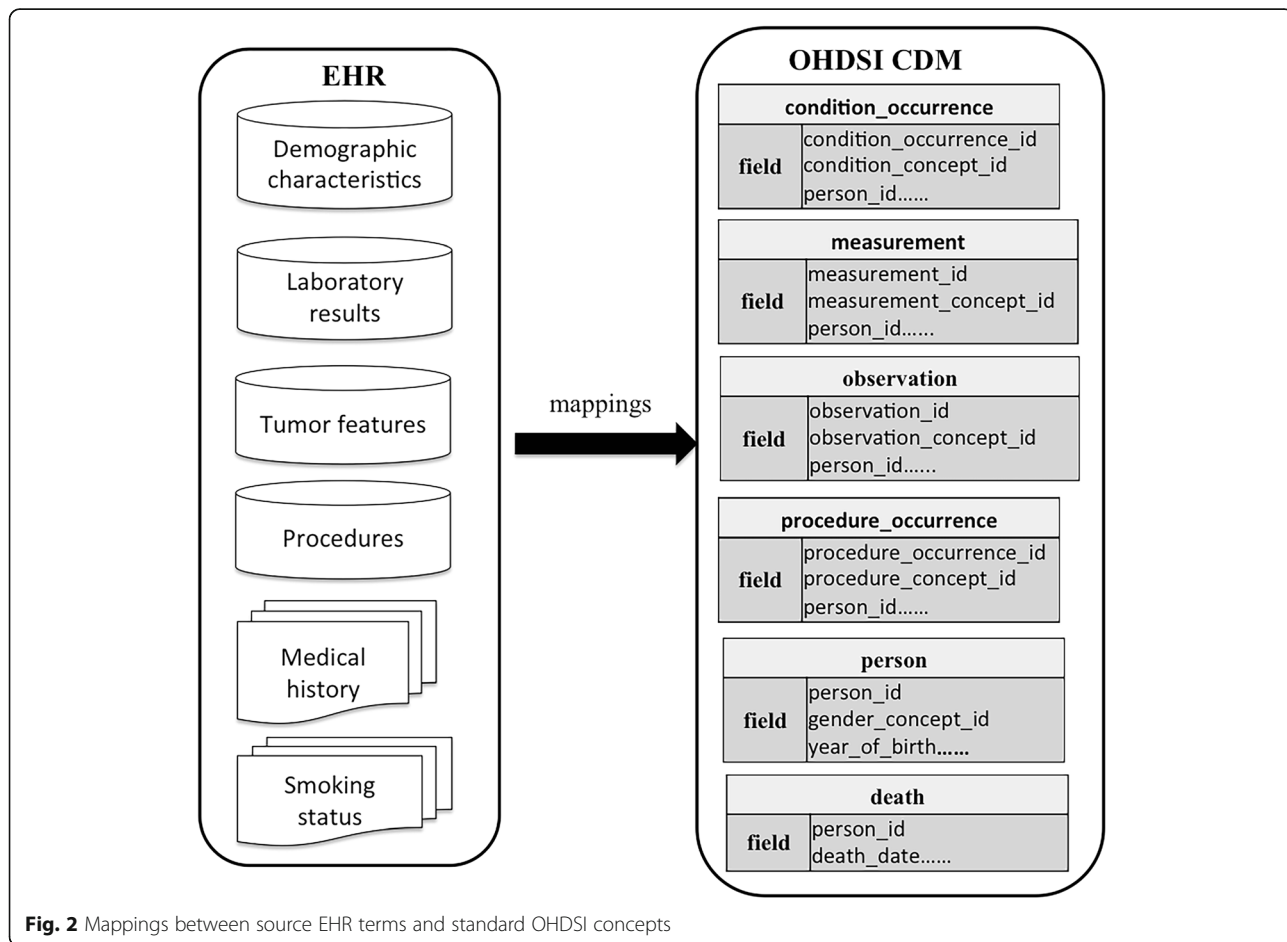 EHR
Demographic
characteristics
Laboratory
results
Tumor features
Procedures
Medical
history
Smoking
status
mappings
OHDSI CDM
condition_occurrence
field
condition_occurrence_id
condition_concept_id
person_id......
measurement
field
measurement_id
measurement_concept_id
person_id......
observation
field
observation_id
observation_concept_id
person_id......
procedure_occurrence
field
procedure_occurrence_id
procedure_concept_id
person_id......
person
field
person_id
gender_concept_id
year_of_birth......
death
field
person_id
death_date......
Fig. 2 Mappings between source EHR terms and standard OHDSI concepts